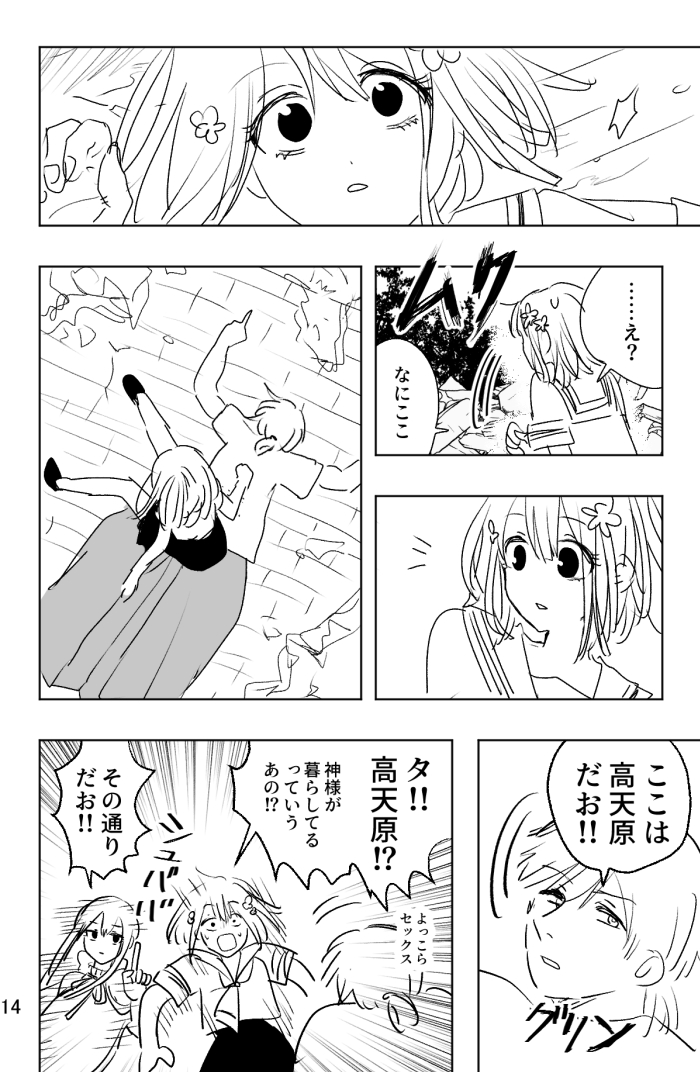 ……え？
ムク
なにここ
ここは
高天原
だお!!
グリン
タ!!
高天原!?
神様が
暮らしてる
っていう
あの!?
よっこら
セックス
シュバババ
その通り
だお!!
14